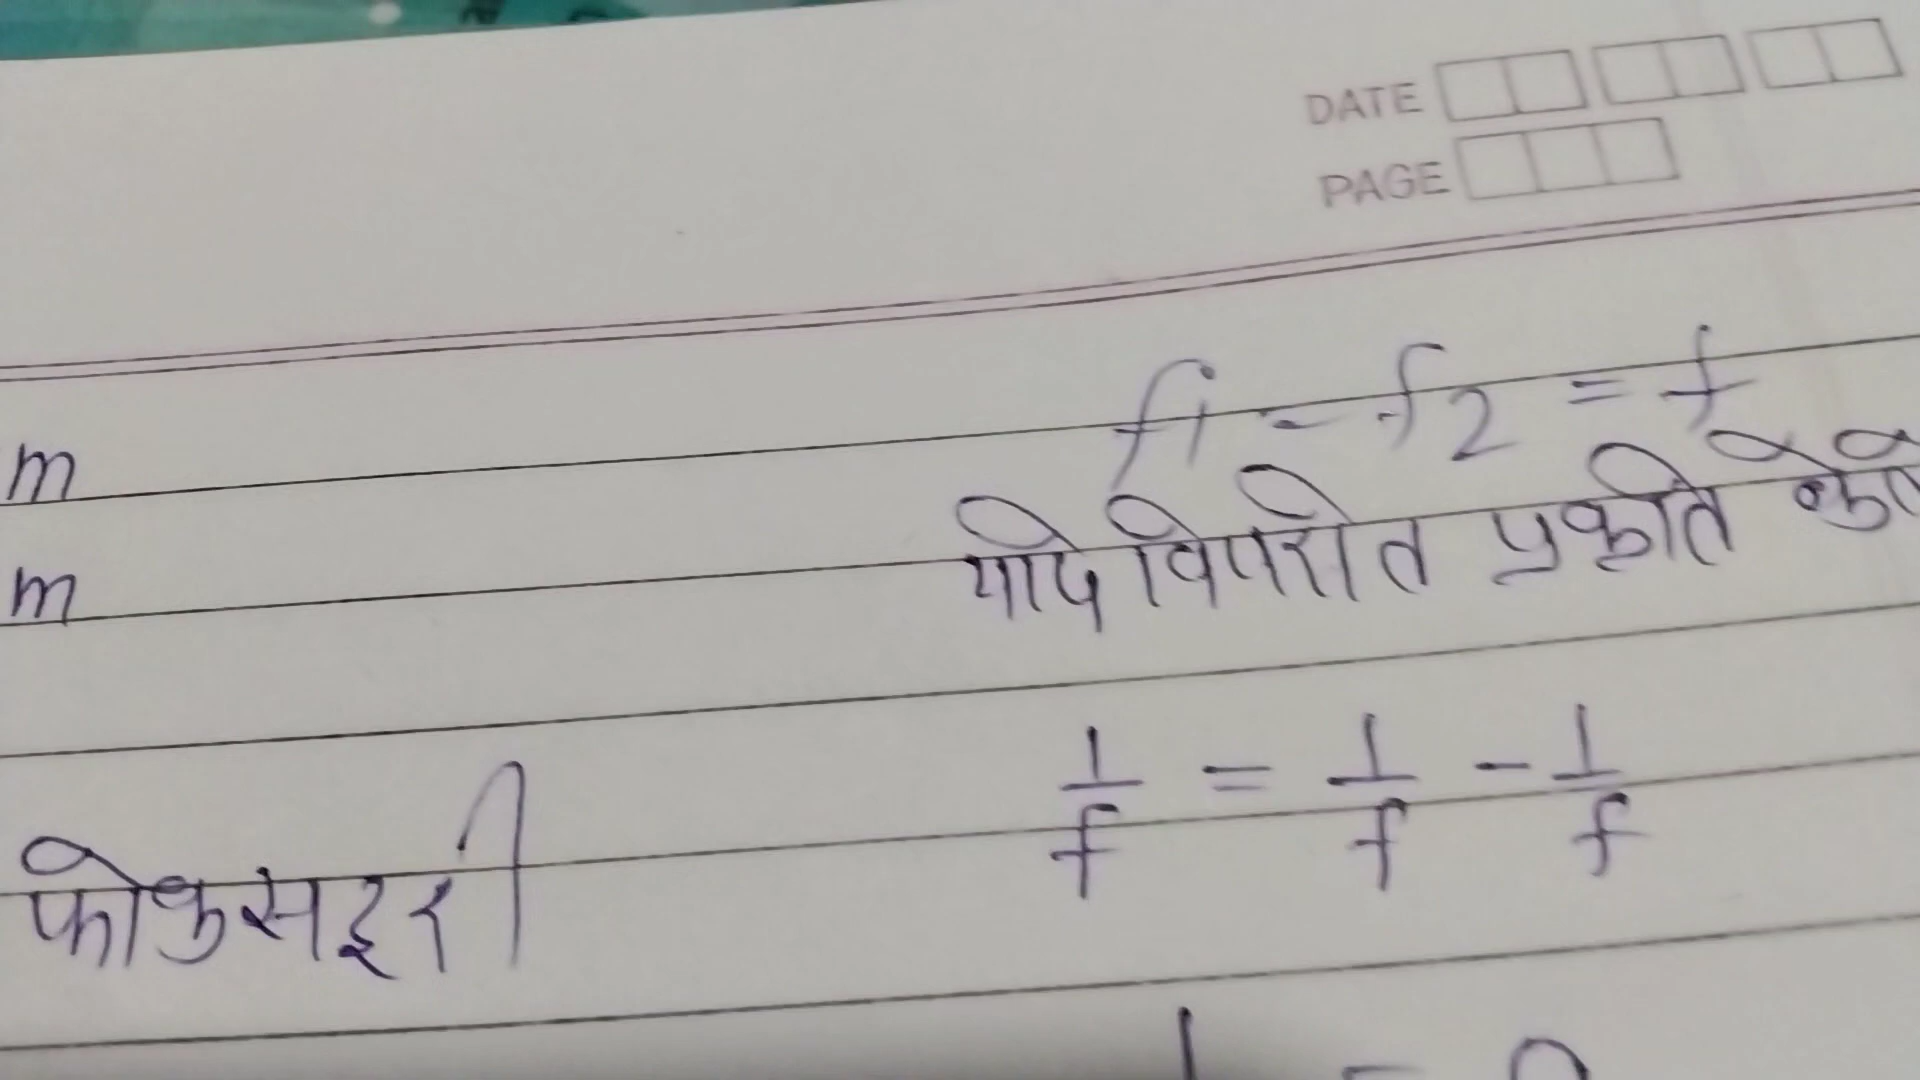 DATE
PAGE
f1 = f2 = f
m
यदि विपरीत प्रकृति के
m
1/f = 1/f - 1/f
फोकस दूरी